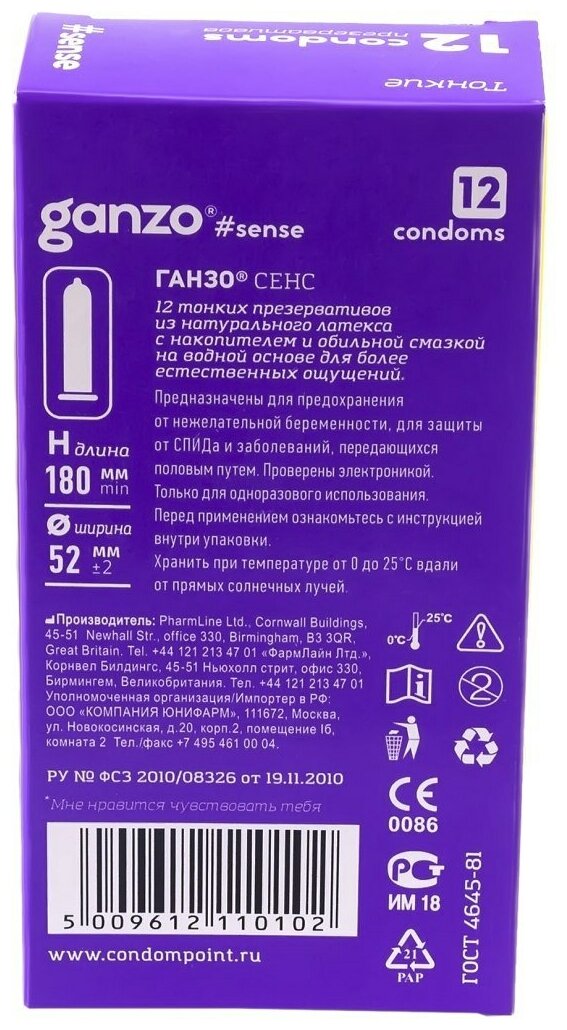 #sense
12 condoms
презервативов
Тонкие
ganzo® #sense
12
condoms
ГАНЗО® СЕНС
12 тонких презервативов
из натурального латекса
с накопителем и обильной смазкой
на водной основе для более
естественных ощущений.
Предназначены для предохранения
от нежелательной беременности, для защиты
от СПИДа и заболеваний, передающихся
половым путем. Проверены электроникой.
Только для одноразового использования.
Перед применением ознакомьтесь с инструкцией
внутри упаковки.
Хранить при температуре от 0 до 25°С вдали
от прямых солнечных лучей.
H длина
180 мм min
Ø ширина
52 мм ±2
Производитель: PharmLine Ltd., Cornwall Buildings,
45-51 Newhall Str., office 330, Birmingham, B3 3QR,
Great Britain. Tel. +44 121 213 47 01 «ФармЛайн Лтд.»,
Корнвел Билдингс, 45-51 Ньюхолл стрит, офис 330,
Бирмингем, Великобритания. Tel. +44 121 213 47 01
Уполномоченная организация/Импортер в РФ:
ООО «КОМПАНИЯ ЮНИФАРМ», 111672, Москва,
ул. Новокосинская, д.20, корп.2, помещение Iб,
комната 2 Тел./факс +7 495 461 00 04.
РУ № ФСЗ 2010/08326 от 19.11.2010
*Мне нравится чувствовать тебя
5 009612 110102
www.condompoint.ru
0°C
25°C
2
CE
0086
РСТ
ИМ 18
21
PAP
ГОСТ 4645-81